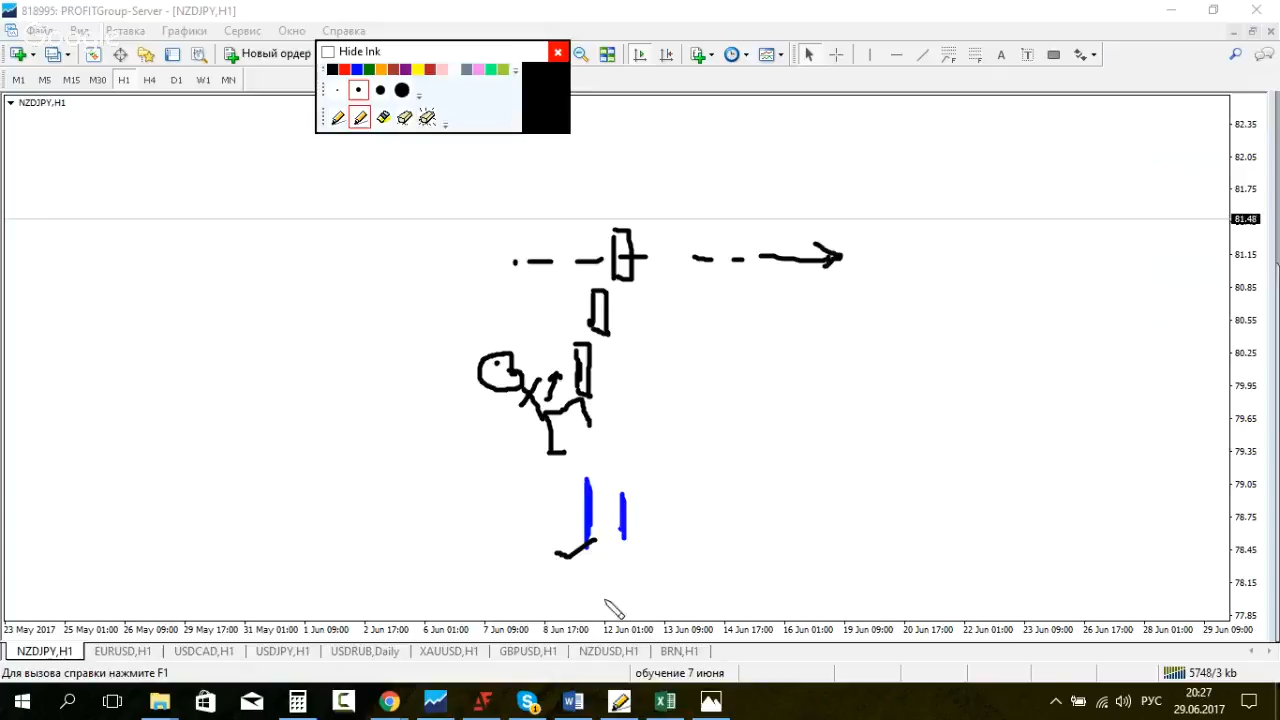 818995: PROFITGroup-Server - [NZDJPY,H1]
Файл Вид Вставка Графики Сервис Окно Справка
Новый ордер
Hide Ink
M1 M5 M15 M30 H1 H4 D1 W1 MN
NZDJPY,H1
82.35
82.05
81.75
81.48
81.15
80.85
80.55
80.25
79.95
79.65
79.35
79.05
78.75
78.45
78.15
77.85
23 May 2017 25 May 01:00 26 May 09:00 29 May 17:00 31 May 01:00 1 Jun 09:00 2 Jun 17:00 6 Jun 01:00 7 Jun 09:00 8 Jun 17:00 12 Jun 01:00 13 Jun 09:00 14 Jun 17:00 16 Jun 01:00 19 Jun 09:00 20 Jun 17:00 22 Jun 01:00 23 Jun 09:00 26 Jun 17:00 28 Jun 01:00 29 Jun 09:00
NZDJPY,H1 EURUSD,H1 USDCAD,H1 USDJPY,H1 USDRUB,Daily XAUUSD,H1 GBPUSD,H1 NZDUSD,H1 BRN,H1
Для вызова справки нажмите F1 обучение 7 июня 5748/3 kb
РУС 20:27
29.06.2017